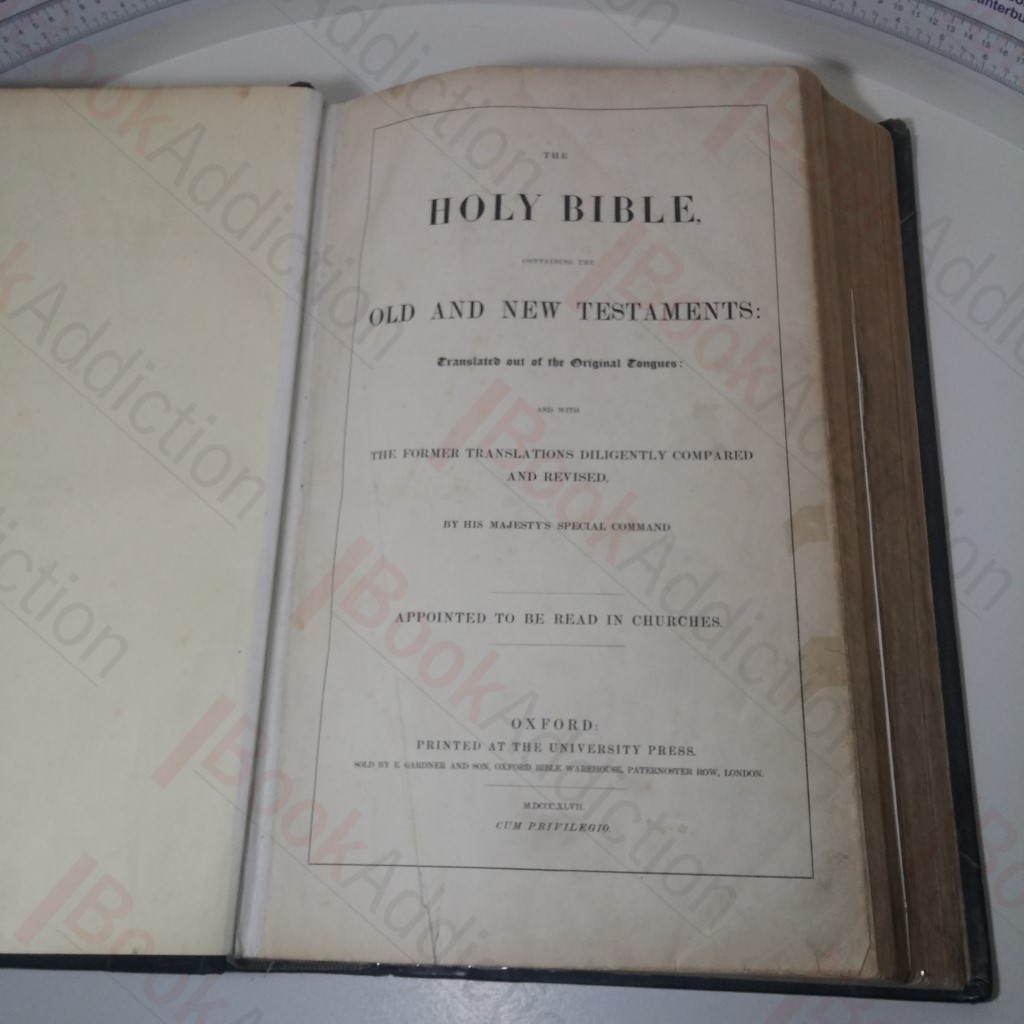 THE
HOLY BIBLE,
CONTAINING THE
OLD AND NEW TESTAMENTS:
Translated out of the Original Tongues:
AND WITH
THE FORMER TRANSLATIONS DILIGENTLY COMPARED
AND REVISED,
BY HIS MAJESTY'S SPECIAL COMMAND
APPOINTED TO BE READ IN CHURCHES.
OXFORD:
PRINTED AT THE UNIVERSITY PRESS.
SOLD BY E. GARDNER AND SON, OXFORD BIBLE WAREHOUSE, PATERNOSTER ROW, LONDON.
M.DCCC.XLVII.
CUM PRIVILEGIO.
BookAddiction